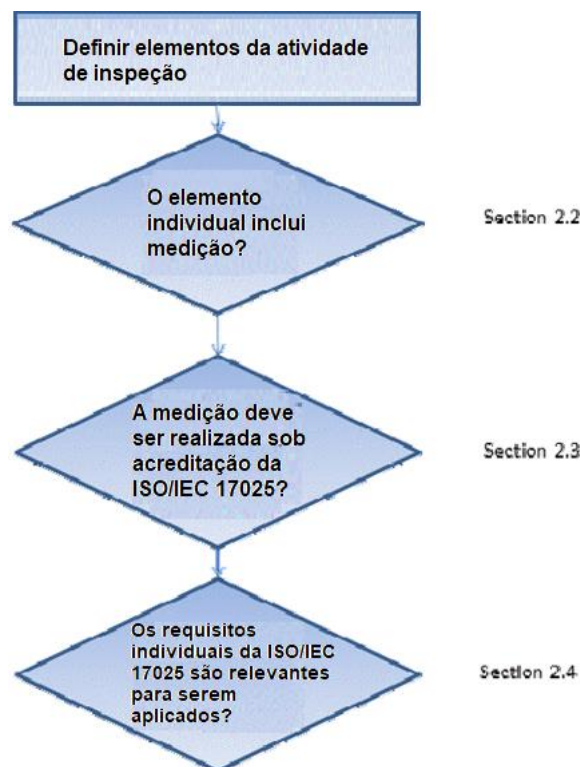 Definir elementos da atividade
de inspeção
O elemento
individual inclui
medição?
Section 2.2
A medição deve
ser realizada sob
acreditação da
ISO/IEC 17025?
Section 2.3
Os requisitos
individuais da ISO/IEC
17025 são relevantes
para serem
aplicados?
Section 2.4